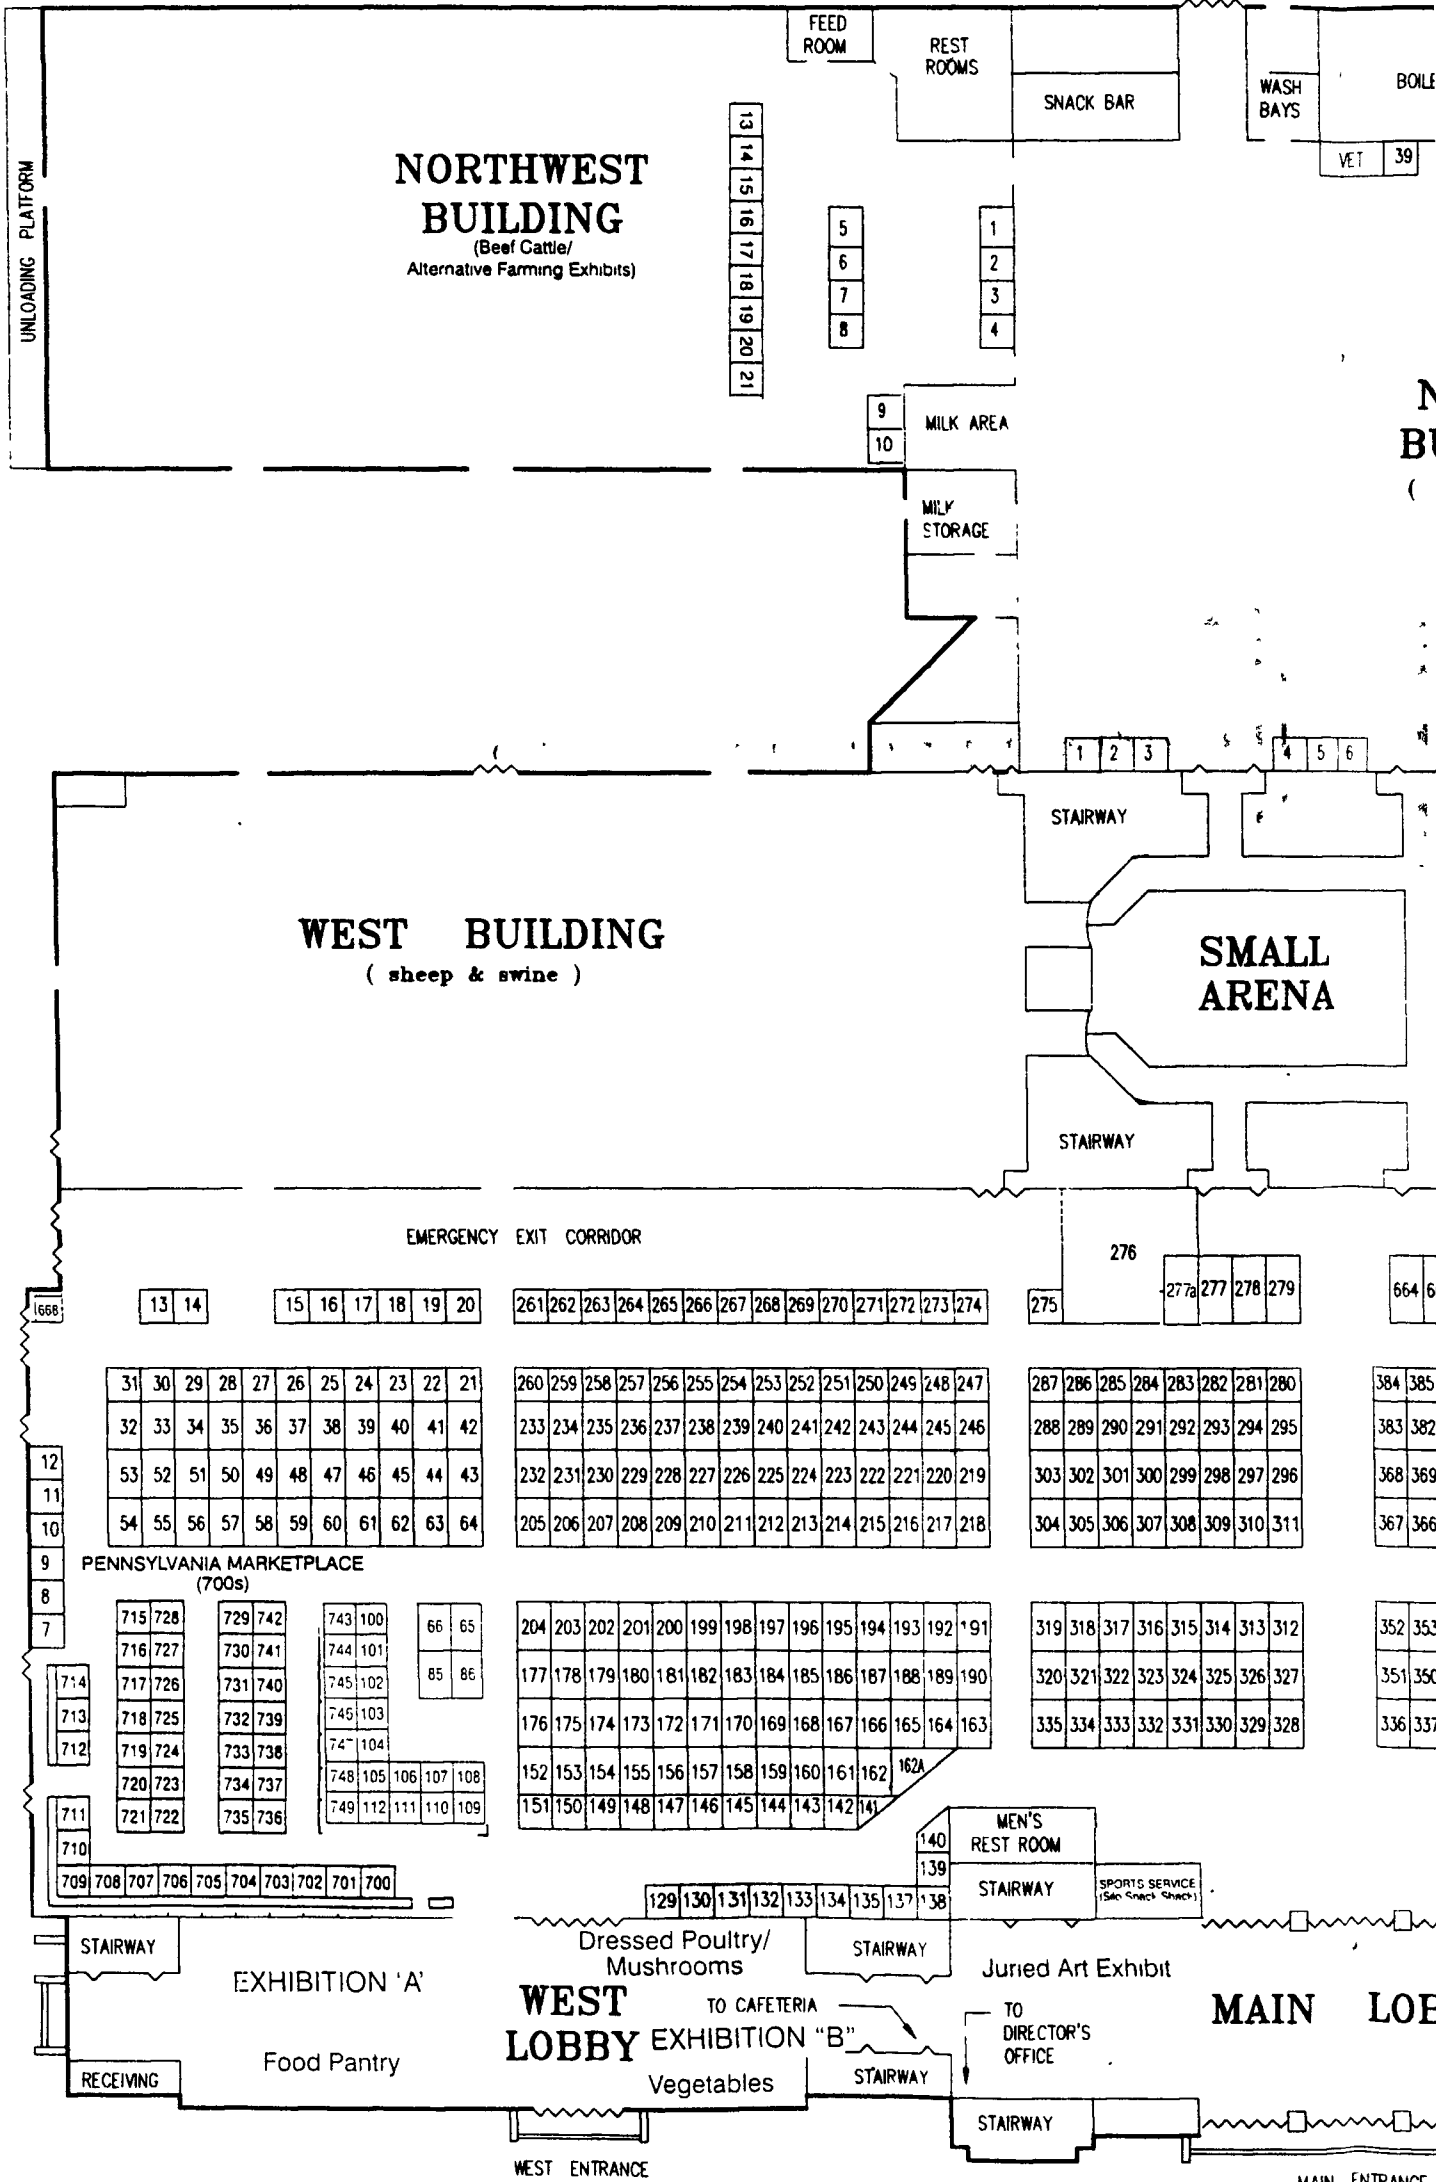 FEED
ROOM
REST
ROOMS
SNACK BAR
WASH
BAYS
VET 39
UNLOADING PLATFORM
NORTHWEST
BUILDING
(Beef Cattle/
Alternative Farming Exhibits)
13 14 15 16 17 18 19 20 21
5
6
7
8
1
2
3
4
9
10
MILK AREA
MILK
STORAGE
1 2 3
4 5 6
STAIRWAY
WEST BUILDING
( sheep & swine )
SMALL
ARENA
STAIRWAY
EMERGENCY EXIT CORRIDOR
276
668
13 14 15 16 17 18 19 20 261 262 263 264 265 266 267 268 269 270 271 272 273 274 275 277a 277 278 279 664
31 30 29 28 27 26 25 24 23 22 21 260 259 258 257 256 255 254 253 252 251 250 249 248 247 287 286 285 284 283 282 281 280 384 385
32 33 34 35 36 37 38 39 40 41 42 233 234 235 236 237 238 239 240 241 242 243 244 245 246 288 289 290 291 292 293 294 295 383 382
53 52 51 50 49 48 47 46 45 44 43 232 231 230 229 228 227 226 225 224 223 222 221 220 219 303 302 301 300 299 298 297 296 368 369
54 55 56 57 58 59 60 61 62 63 64 205 206 207 208 209 210 211 212 213 214 215 216 217 218 304 305 306 307 308 309 310 311 367 366
12
11
10
9
8
7
PENNSYLVANIA MARKETPLACE
(700s)
715 728 729 742 743 100 66 65
716 727 730 741 744 101
717 726 731 740 745 102 85 86
718 725 732 739 746 103
719 724 733 738 104
720 723 734 737 748 105 106 107 108
721 722 735 736 749 112 111 110 109
204 203 202 201 200 199 198 197 196 195 194 193 192 191 319 318 317 316 315 314 313 312 352 353
177 178 179 180 181 182 183 184 185 186 187 188 189 190 320 321 322 323 324 325 326 327 351 350
176 175 174 173 172 171 170 169 168 167 166 165 164 163 335 334 333 332 331 330 329 328 336 337
152 153 154 155 156 157 158 159 160 161 162 162A
151 150 149 148 147 146 145 144 143 142 141
714
713
712
711
710
709 708 707 706 705 704 703 702 701 700
140
139
129 130 131 132 133 134 135 137 138
MEN'S
REST ROOM
STAIRWAY
SPORTS SERVICE
(Silo Snack Shack)
STAIRWAY
EXHIBITION 'A'
Food Pantry
RECEIVING
Dressed Poultry/
Mushrooms
STAIRWAY
WEST
LOBBY
TO CAFETERIA
EXHIBITION "B"
Vegetables
STAIRWAY
Juried Art Exhibit
TO
DIRECTOR'S
OFFICE
MAIN
STAIRWAY
WEST ENTRANCE
MAIN ENTRANCE